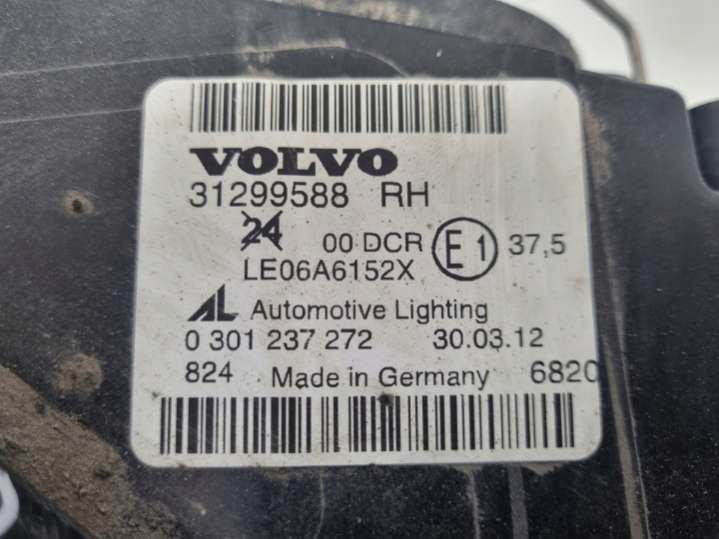 VOLVO
31299588 RH
24 00 DCR E1 37,5
LE06A6152X
AL Automotive Lighting
0 301 237 272 30.03.12
824 Made in Germany 6820